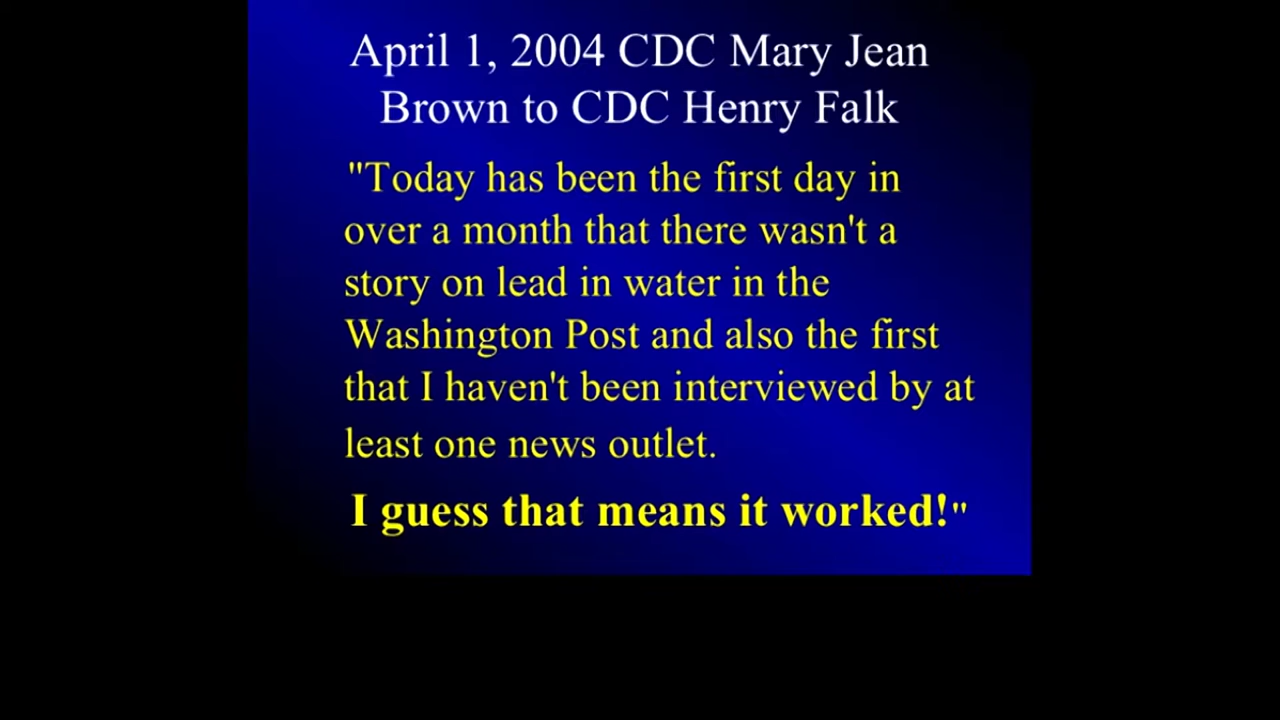 April 1, 2004 CDC Mary Jean
Brown to CDC Henry Falk
"Today has been the first day in
over a month that there wasn't a
story on lead in water in the
Washington Post and also the first
that I haven't been interviewed by at
least one news outlet.
I guess that means it worked!"